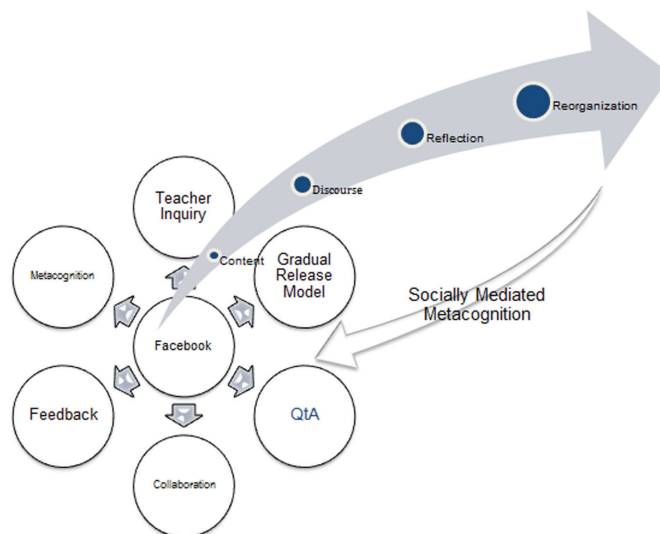 Reorganization
Reflection
Discourse
Teacher
Inquiry
Content
Metacognition
Gradual
Release
Model
Socially Mediated
Metacognition
Facebook
Feedback
QtA
Collaboration